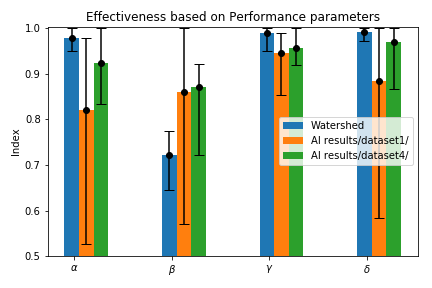 Effectiveness based on Performance parameters
1.0
0.9
0.8
0.7
0.6
0.5
Index
Watershed
AI results/dataset1/
AI results/dataset4/
α
β
γ
δ